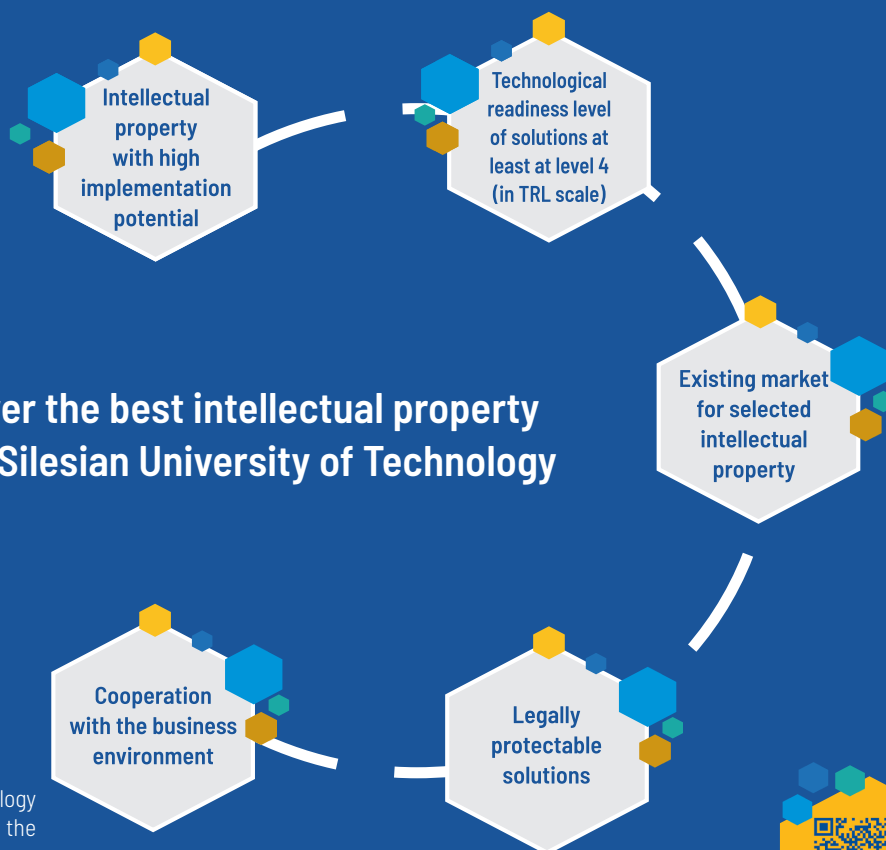 Intellectual
property
with high
implementation
potential
Technological
readiness level
of solutions at
least at level 4
(in TRL scale)
Existing market
for selected
intellectual
property
er the best intellectual property
Silesian University of Technology
Cooperation
with the business
environment
Legally
protectable
solutions
logy
the